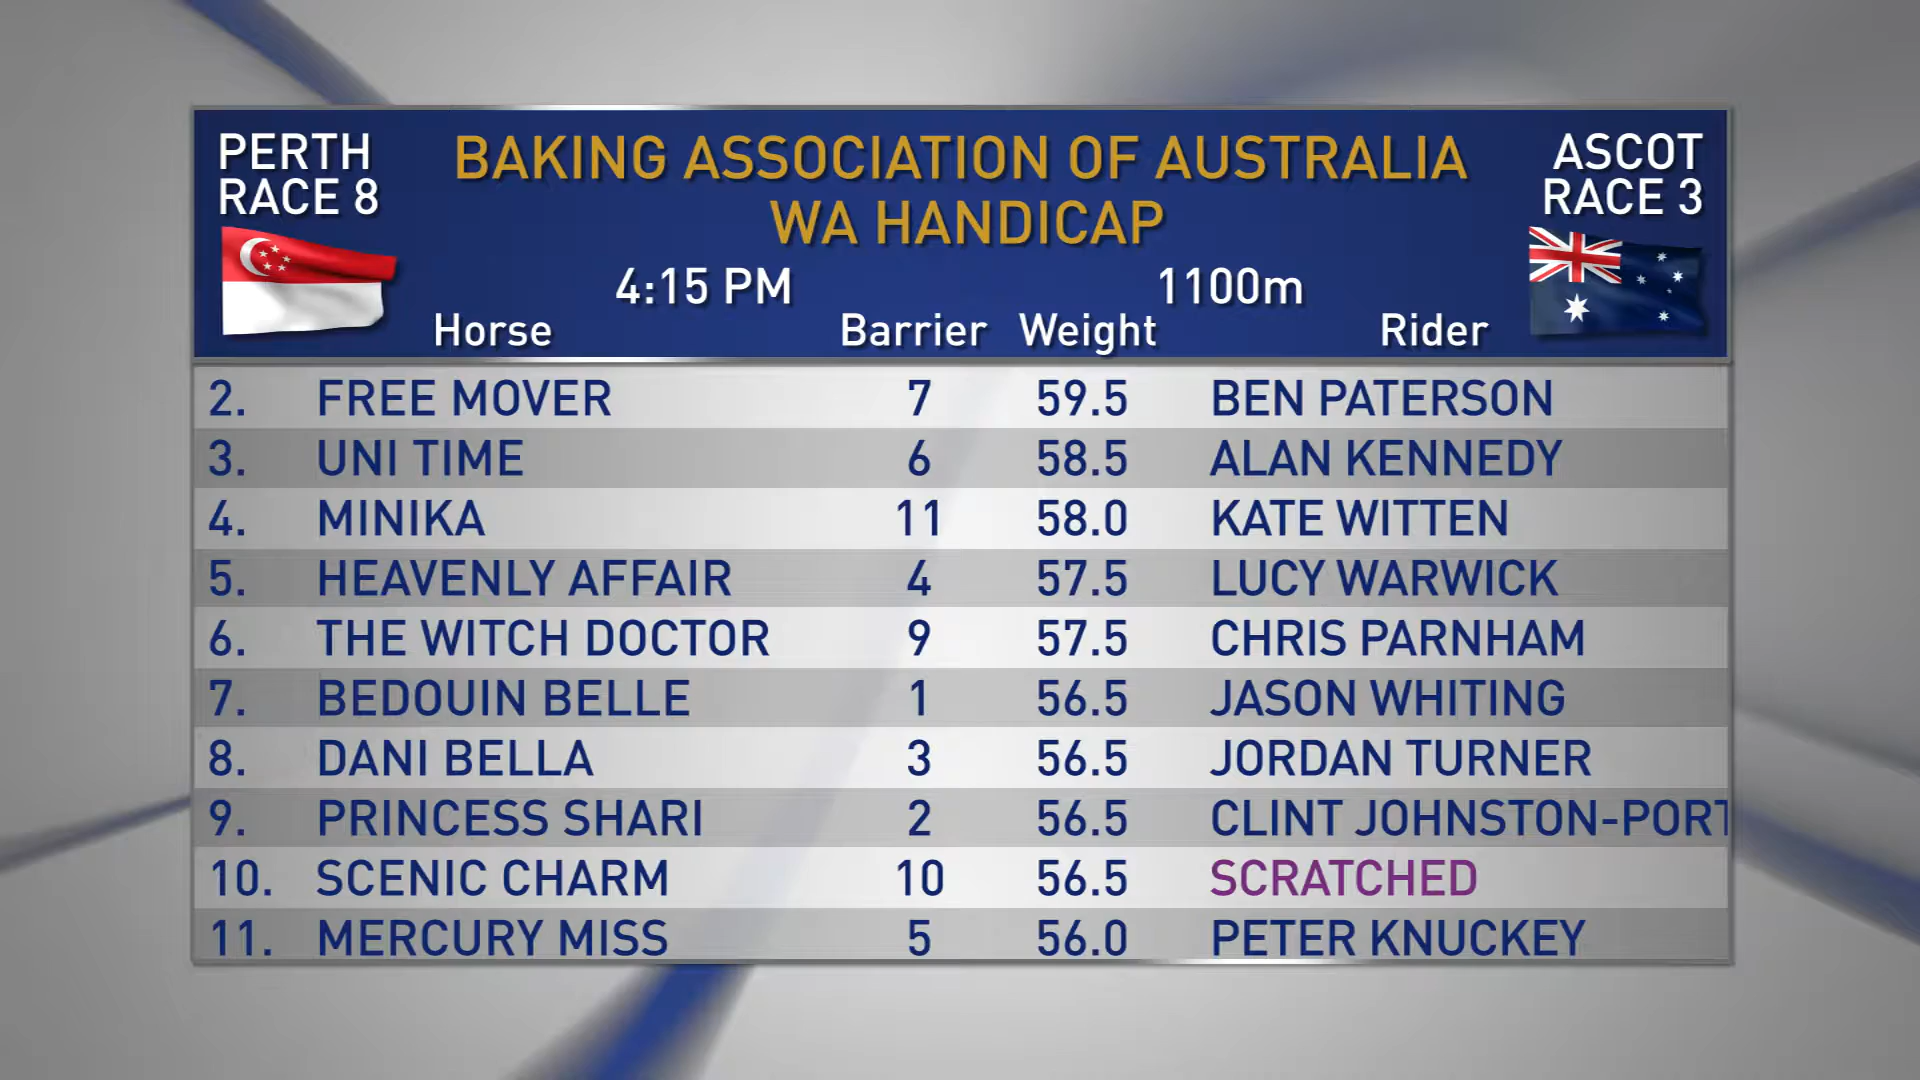 PERTH
RACE 8
BAKING ASSOCIATION OF AUSTRALIA
WA HANDICAP
ASCOT
RACE 3
4:15 PM 1100m
Horse Barrier Weight Rider
2. FREE MOVER 7 59.5 BEN PATERSON
3. UNI TIME 6 58.5 ALAN KENNEDY
4. MINIKA 11 58.0 KATE WITTEN
5. HEAVENLY AFFAIR 4 57.5 LUCY WARWICK
6. THE WITCH DOCTOR 9 57.5 CHRIS PARNHAM
7. BEDOUIN BELLE 1 56.5 JASON WHITING
8. DANI BELLA 3 56.5 JORDAN TURNER
9. PRINCESS SHARI 2 56.5 CLINT JOHNSTON-PORT
10. SCENIC CHARM 10 56.5 SCRATCHED
11. MERCURY MISS 5 56.0 PETER KNUCKEY